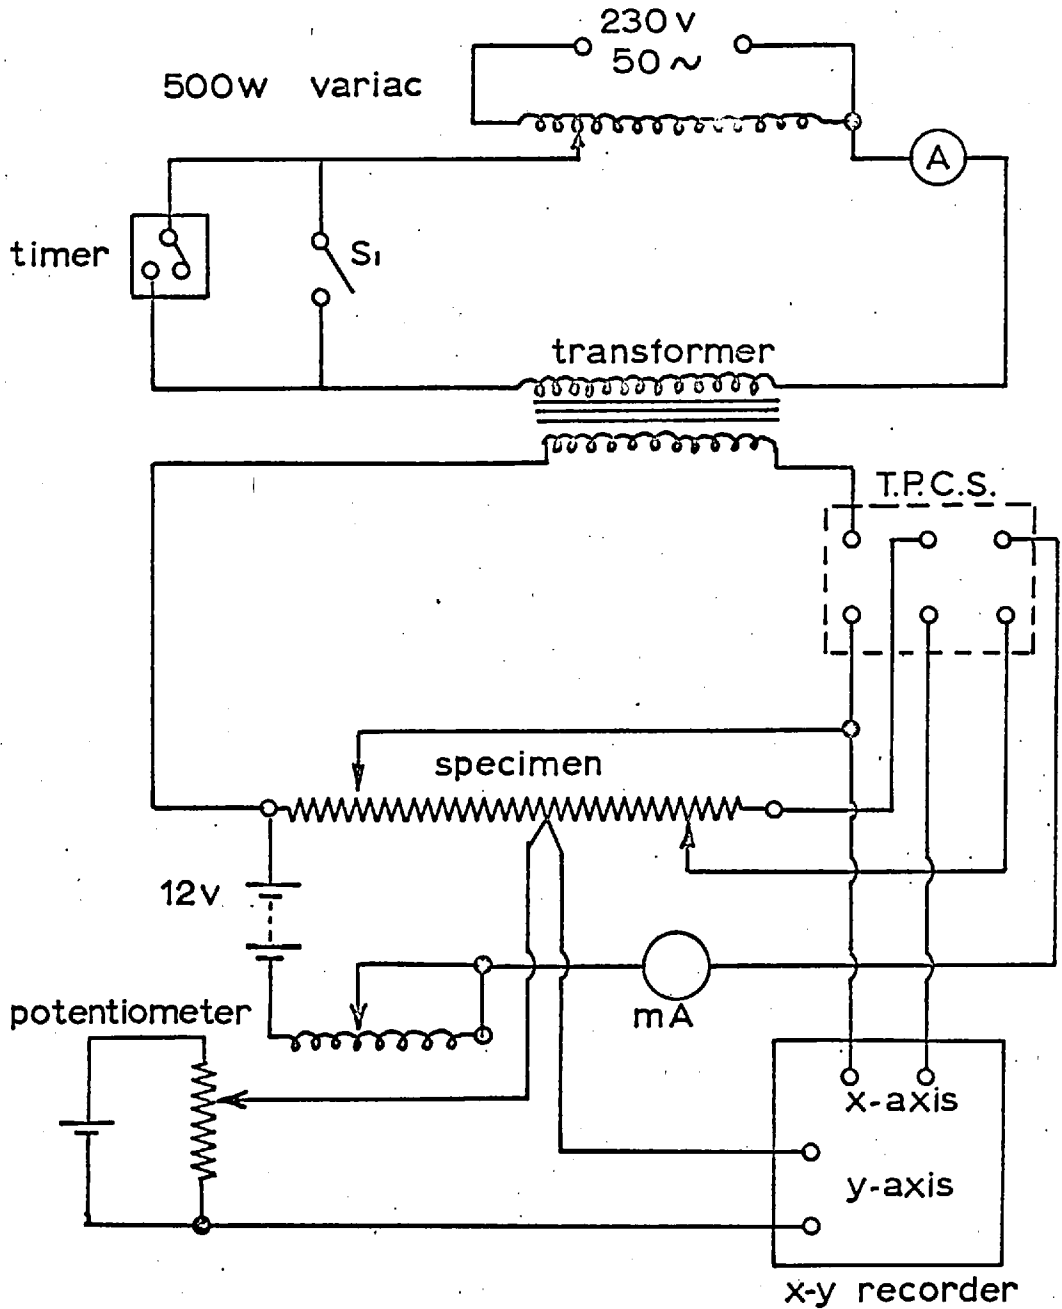 230 v
50 ~
500w variac
A
timer
S1
transformer
T.P.C.S.
specimen
12v
potentiometer
mA
x-axis
y-axis
x-y recorder